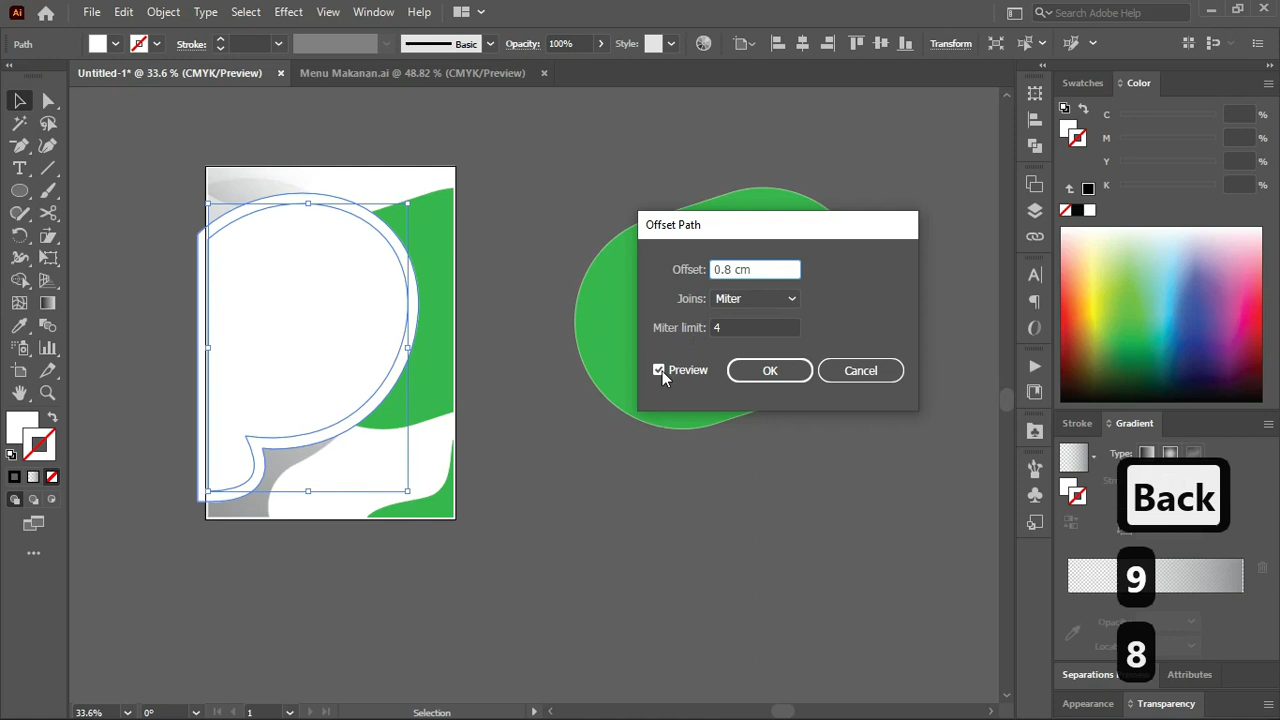 Ai File Edit Object Type Select Effect View Window Help Search Adobe Help
Path Stroke: Basic Opacity: 100% Style: Transform
Untitled-1* @ 33.6 % (CMYK/Preview) × Menu Makanan.ai @ 48.82 % (CMYK/Preview) ×
Swatches Color
C %
M %
Y %
K %
Offset Path
Offset: 0.8 cm
Joins: Miter
Miter limit: 4
Preview OK Cancel
Stroke Gradient
Type:
Back
9
8
Separations
Attributes
Appearance Transparency
33.6% 0° 1 Selection